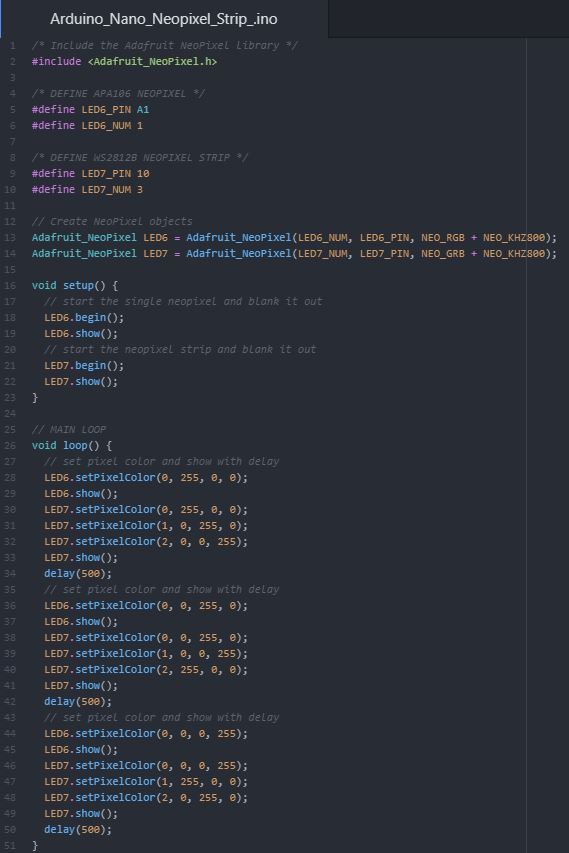 Arduino_Nano_Neopixel_Strip_.ino
1 /* Include the Adafruit NeoPixel library */
2 #include <Adafruit_NeoPixel.h>
3
4 /* DEFINE APA106 NEOPIXEL */
5 #define LED6_PIN A1
6 #define LED6_NUM 1
7
8 /* DEFINE WS2812B NEOPIXEL STRIP */
9 #define LED7_PIN 10
10 #define LED7_NUM 3
11
12 // Create NeoPixel objects
13 Adafruit_NeoPixel LED6 = Adafruit_NeoPixel(LED6_NUM, LED6_PIN, NEO_RGB + NEO_KHZ800);
14 Adafruit_NeoPixel LED7 = Adafruit_NeoPixel(LED7_NUM, LED7_PIN, NEO_GRB + NEO_KHZ800);
15
16 void setup() {
17   // start the single neopixel and blank it out
18   LED6.begin();
19   LED6.show();
20   // start the neopixel strip and blank it out
21   LED7.begin();
22   LED7.show();
23 }
24
25 // MAIN LOOP
26 void loop() {
27   // set pixel color and show with delay
28   LED6.setPixelColor(0, 255, 0, 0);
29   LED6.show();
30   LED7.setPixelColor(0, 255, 0, 0);
31   LED7.setPixelColor(1, 0, 255, 0);
32   LED7.setPixelColor(2, 0, 0, 255);
33   LED7.show();
34   delay(500);
35   // set pixel color and show with delay
36   LED6.setPixelColor(0, 0, 255, 0);
37   LED6.show();
38   LED7.setPixelColor(0, 0, 255, 0);
39   LED7.setPixelColor(1, 0, 0, 255);
40   LED7.setPixelColor(2, 255, 0, 0);
41   LED7.show();
42   delay(500);
43   // set pixel color and show with delay
44   LED6.setPixelColor(0, 0, 0, 255);
45   LED6.show();
46   LED7.setPixelColor(0, 0, 0, 255);
47   LED7.setPixelColor(1, 255, 0, 0);
48   LED7.setPixelColor(2, 0, 255, 0);
49   LED7.show();
50   delay(500);
51 }